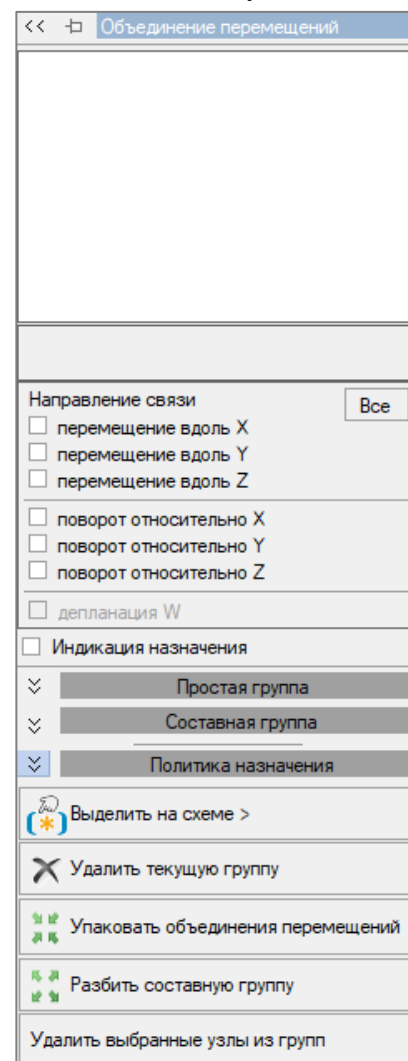 << Объединение перемещений
Направление связи Все
перемещение вдоль X
перемещение вдоль Y
перемещение вдоль Z
поворот относительно X
поворот относительно Y
поворот относительно Z
депланация W
Индикация назначения
Простая группа
Составная группа
Политика назначения
Выделить на схеме >
Удалить текущую группу
Упаковать объединения перемещений
Разбить составную группу
Удалить выбранные узлы из групп